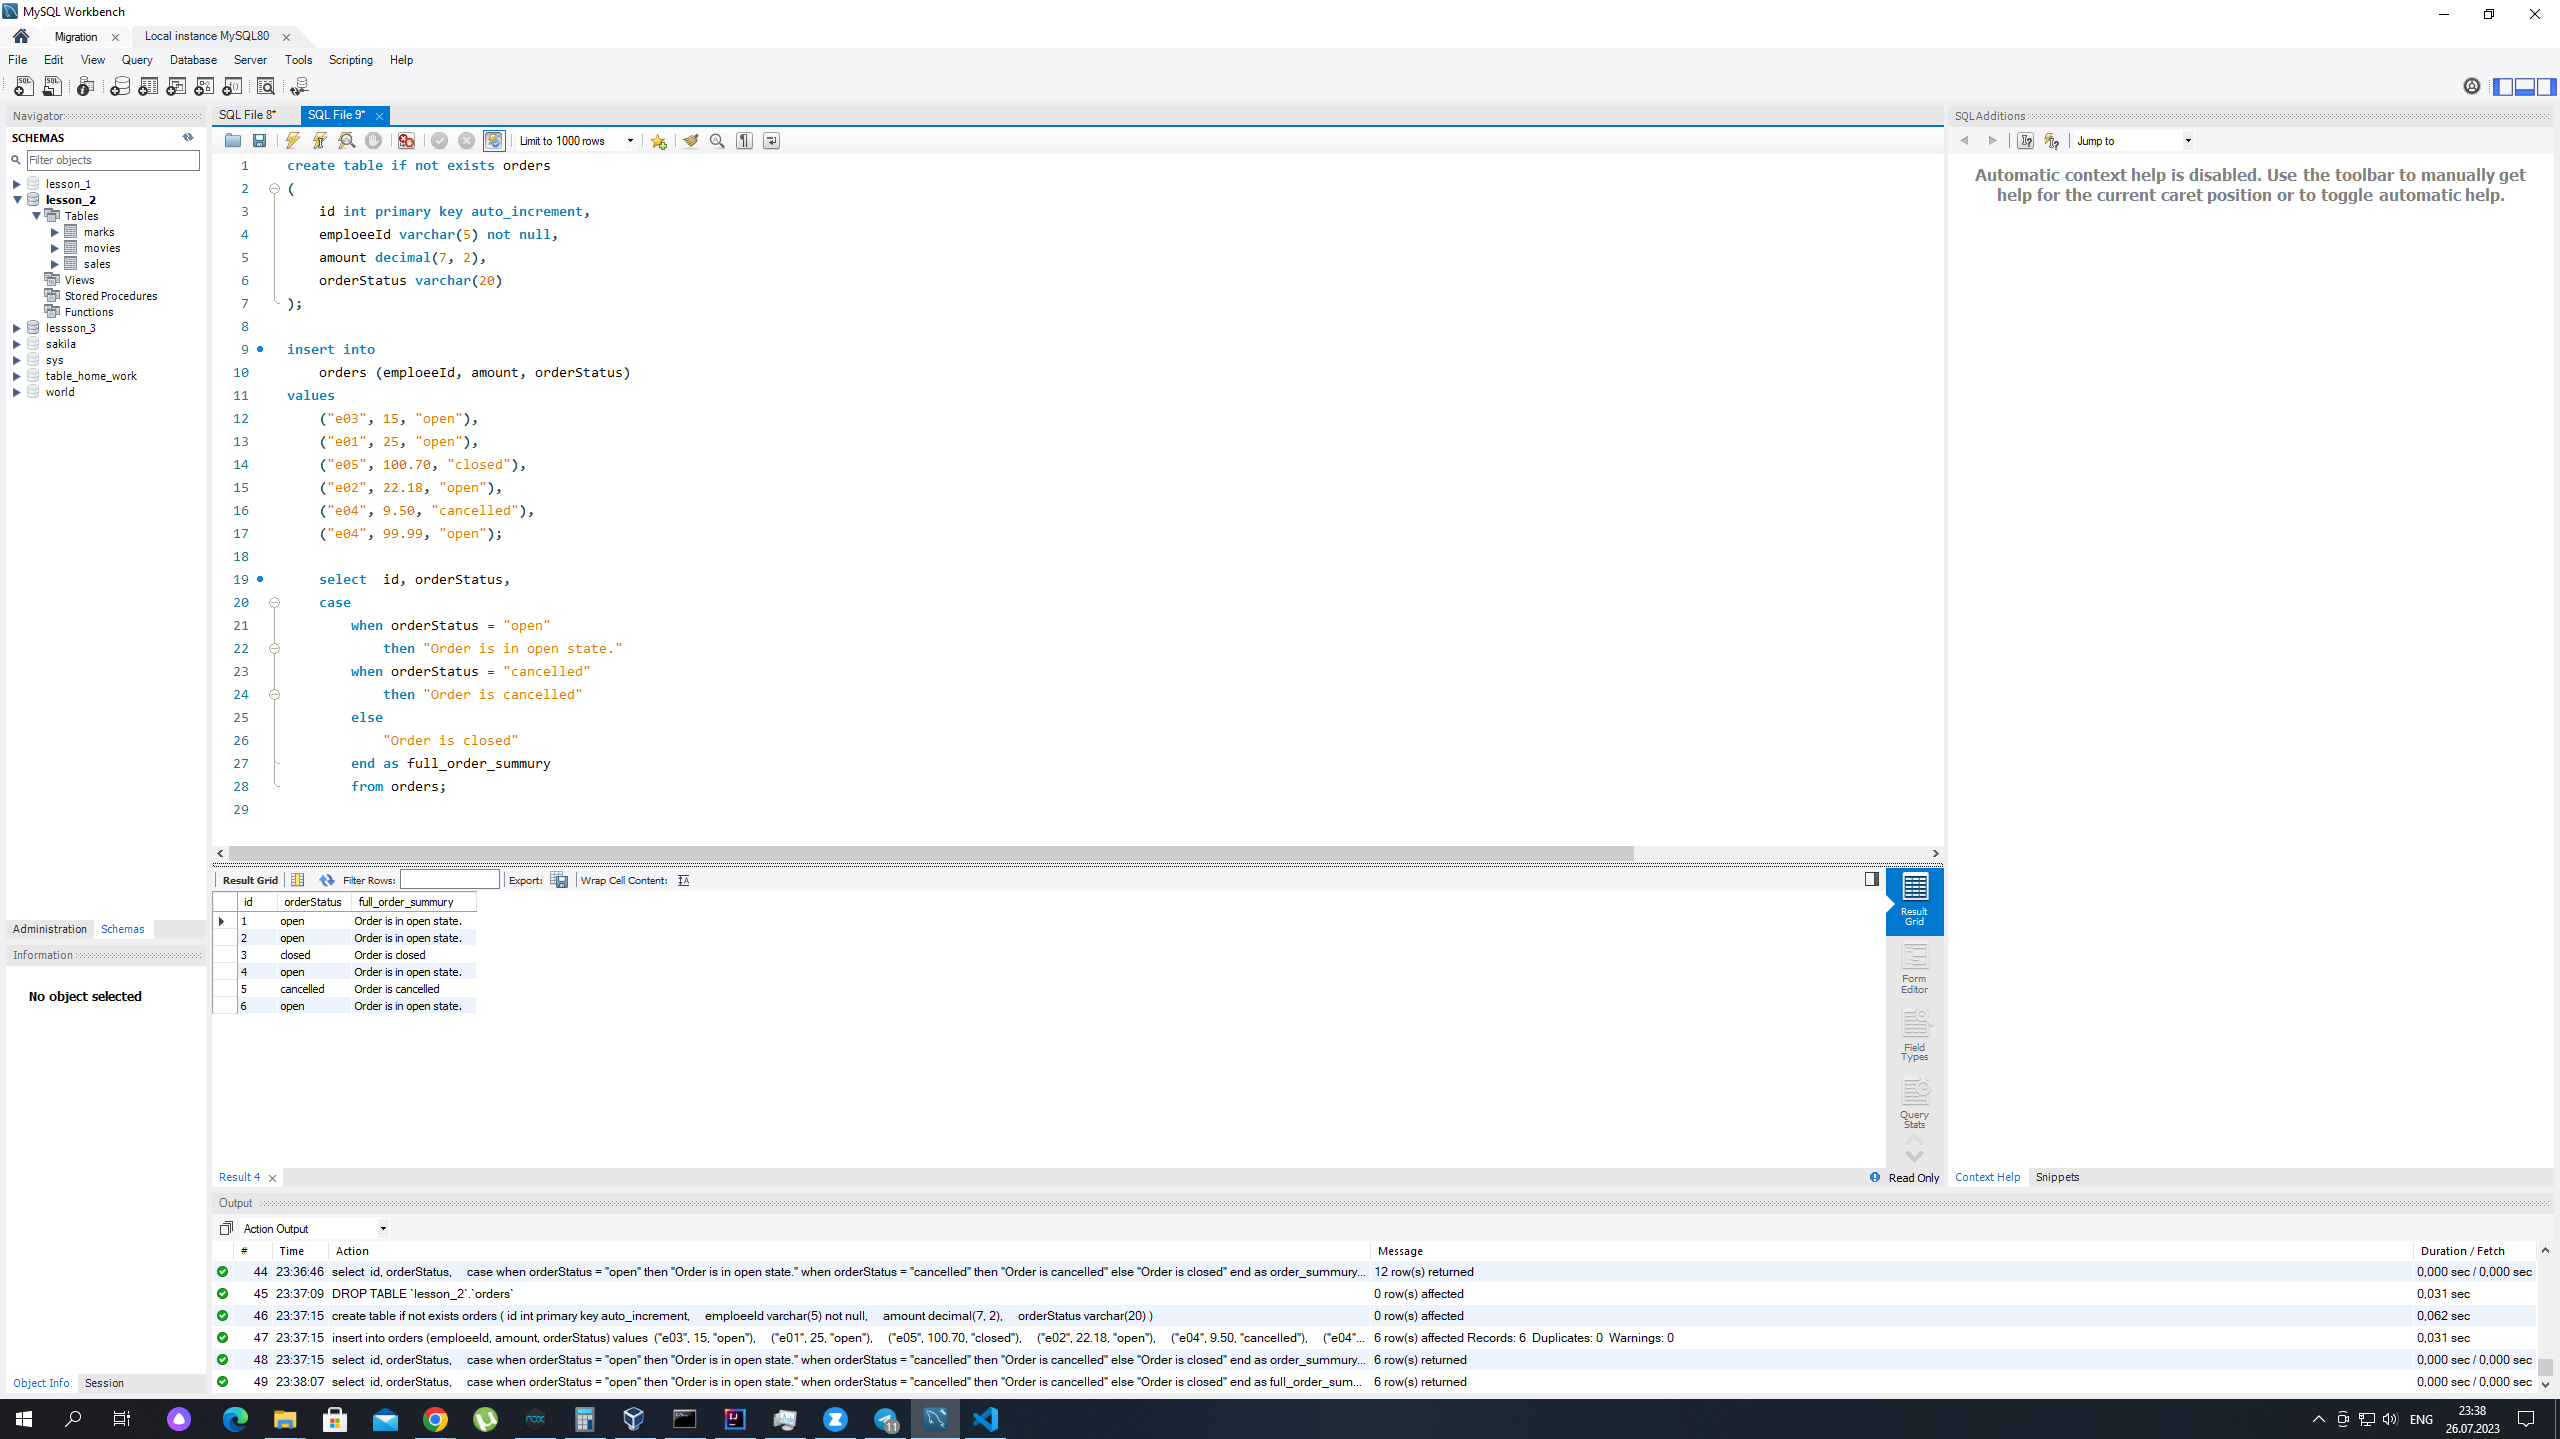 MySQL Workbench
Migration
Local instance MySQL80
File Edit View Query Database Server Tools Scripting Help
Navigator
SCHEMAS
Filter objects
lesson_1
lesson_2
Tables
marks
movies
sales
Views
Stored Procedures
Functions
lessson_3
sakila
sys
table_home_work
world
Administration Schemas
Information
No object selected
Object Info Session
SQL File 8*
SQL File 9*
Limit to 1000 rows
1 create table if not exists orders
2 (
3 id int primary key auto_increment,
4 emploeeId varchar(5) not null,
5 amount decimal(7, 2),
6 orderStatus varchar(20)
7 );
8
9 insert into
10 orders (emploeeId, amount, orderStatus)
11 values
12 ("e03", 15, "open"),
13 ("e01", 25, "open"),
14 ("e05", 100.70, "closed"),
15 ("e02", 22.18, "open"),
16 ("e04", 9.50, "cancelled"),
17 ("e04", 99.99, "open");
18
19 select  id, orderStatus,
20 case
21 when orderStatus = "open"
22 then "Order is in open state."
23 when orderStatus = "cancelled"
24 then "Order is cancelled"
25 else
26 "Order is closed"
27 end as full_order_summury
28 from orders;
29
Result Grid Filter Rows: Export: Wrap Cell Content:
id orderStatus full_order_summury
1 open Order is in open state.
2 open Order is in open state.
3 closed Order is closed
4 open Order is in open state.
5 cancelled Order is cancelled
6 open Order is in open state.
Result
Grid
Form
Editor
Field
Types
Query
Stats
Result 4
Read Only
SQLAdditions
Jump to
Automatic context help is disabled. Use the toolbar to manually get
help for the current caret position or to toggle automatic help.
Context Help Snippets
Output
Action Output
# Time Action Message Duration / Fetch
44 23:36:46 select  id, orderStatus,     case when orderStatus = "open" then "Order is in open state." when orderStatus = "cancelled" then "Order is cancelled" else "Order is closed" end as order_summury... 12 row(s) returned 0,000 sec / 0,000 sec
45 23:37:09 DROP TABLE `lesson_2`.`orders` 0 row(s) affected 0,031 sec
46 23:37:15 create table if not exists orders ( id int primary key auto_increment,     emploeeId varchar(5) not null,     amount decimal(7, 2),     orderStatus varchar(20) ) 0 row(s) affected 0,062 sec
47 23:37:15 insert into orders (emploeeId, amount, orderStatus) values  ("e03", 15, "open"),     ("e01", 25, "open"),     ("e05", 100.70, "closed"),     ("e02", 22.18, "open"),     ("e04", 9.50, "cancelled"),     ("e04"... 6 row(s) affected Records: 6  Duplicates: 0  Warnings: 0 0,031 sec
48 23:37:15 select  id, orderStatus,     case when orderStatus = "open" then "Order is in open state." when orderStatus = "cancelled" then "Order is cancelled" else "Order is closed" end as order_summury... 6 row(s) returned 0,000 sec / 0,000 sec
49 23:38:07 select  id, orderStatus,     case when orderStatus = "open" then "Order is in open state." when orderStatus = "cancelled" then "Order is cancelled" else "Order is closed" end as full_order_sum... 6 row(s) returned 0,000 sec / 0,000 sec
11
ENG
23:38
26.07.2023